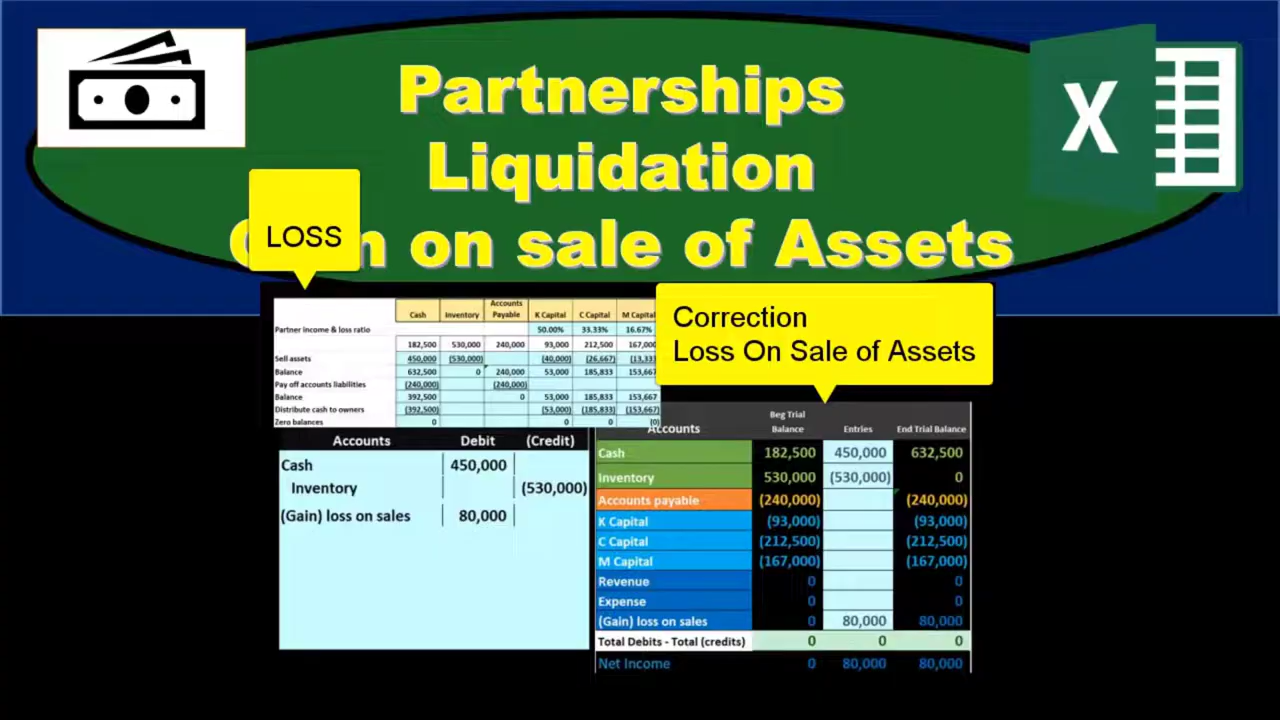 Partnerships
Liquidation
LOSS
on sale of Assets
Correction
Loss On Sale of Assets
Accounts
Cash Inventory Payable K Capital C Capital M Capital
Partner income & loss ratio 50.00% 33.33% 16.67%
182,500 530,000 240,000 93,000 212,500 167,000
Sell assets 450,000 (530,000) (40,000) (26,667) (13,333
Balance 632,500 0 240,000 53,000 185,833 153,667
Pay off accounts liabilities (240,000) (240,000)
Balance 392,500 0 53,000 185,833 153,667
Distribute cash to owners (392,500) (53,000) (185,833) (153,667)
Zero balances 0 0 0 (0)
Accounts Debit (Credit)
Cash 450,000
Inventory (530,000)
(Gain) loss on sales 80,000
Beg Trial
Accounts Balance Entries End Trial Balance
Cash 182,500 450,000 632,500
Inventory 530,000 (530,000) 0
Accounts payable (240,000) (240,000)
K Capital (93,000) (93,000)
C Capital (212,500) (212,500)
M Capital (167,000) (167,000)
Revenue 0 0
Expense 0 0
(Gain) loss on sales 0 80,000 80,000
Total Debits - Total (credits) 0 0 0
Net Income 0 80,000 80,000
X